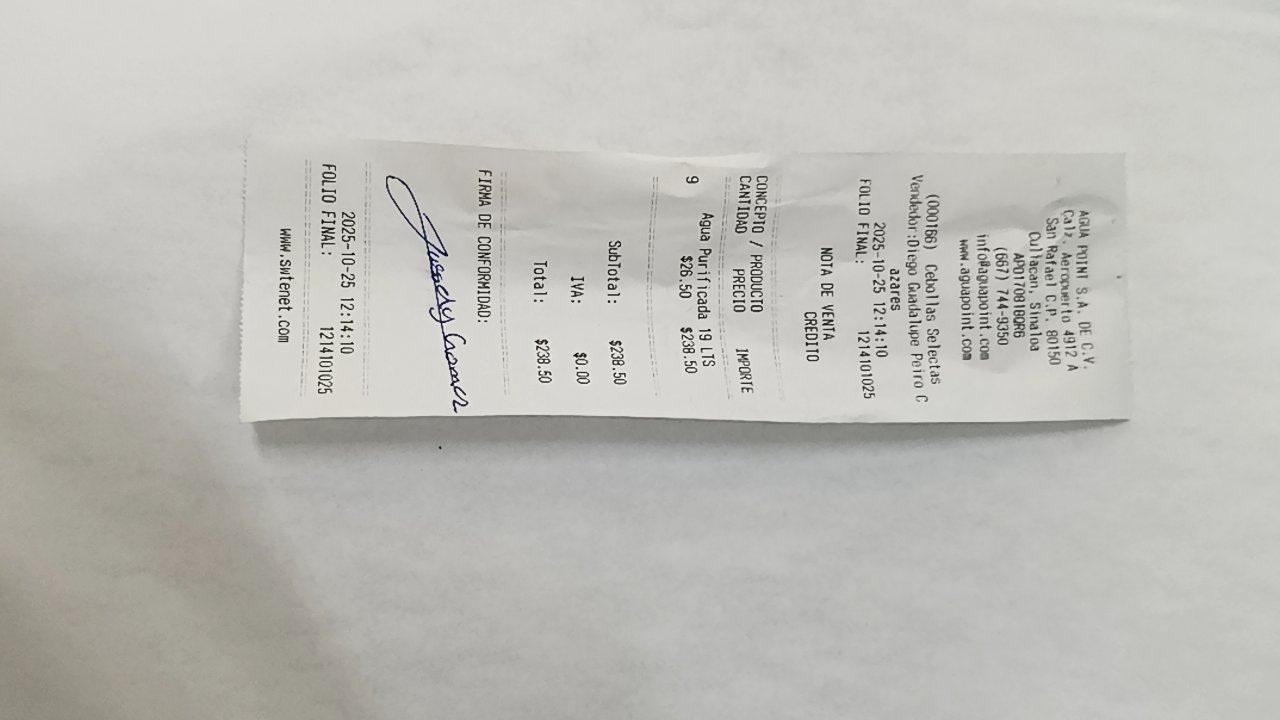 AGUA POINT S.A. DE C.V.
Calz. Aeropuerto 4912 A
San Rafael C.P. 80150
Culiacan, Sinaloa
APO170818QR6
(667) 744-9350
info@aguapoint.com
www.aguapoint.com
(000166) Cebollas Selectas
Vendedor:Diego Guadalupe Peiro C
azares
2025-10-25 12:14:10
FOLIO FINAL: 1214101025
NOTA DE VENTA
CREDITO
CONCEPTO / PRODUCTO
CANTIDAD PRECIO IMPORTE
Agua Purificada 19 LTS
9 $26.50 $238.50
SubTotal: $238.50
IVA: $0.00
Total: $238.50
FIRMA DE CONFORMIDAD:
2025-10-25 12:14:10
FOLIO FINAL: 1214101025
www.swtenet.com